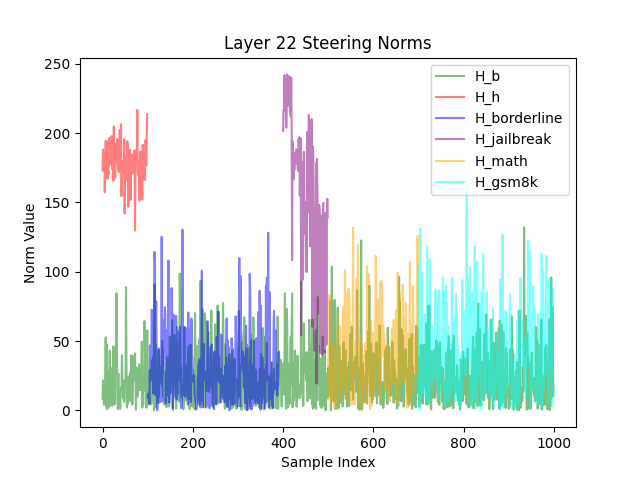 Layer 22 Steering Norms
250
200
150
100
50
0
Norm Value
0
200
400
600
800
1000
Sample Index
H_b
H_h
H_borderline
H_jailbreak
H_math
H_gsm8k